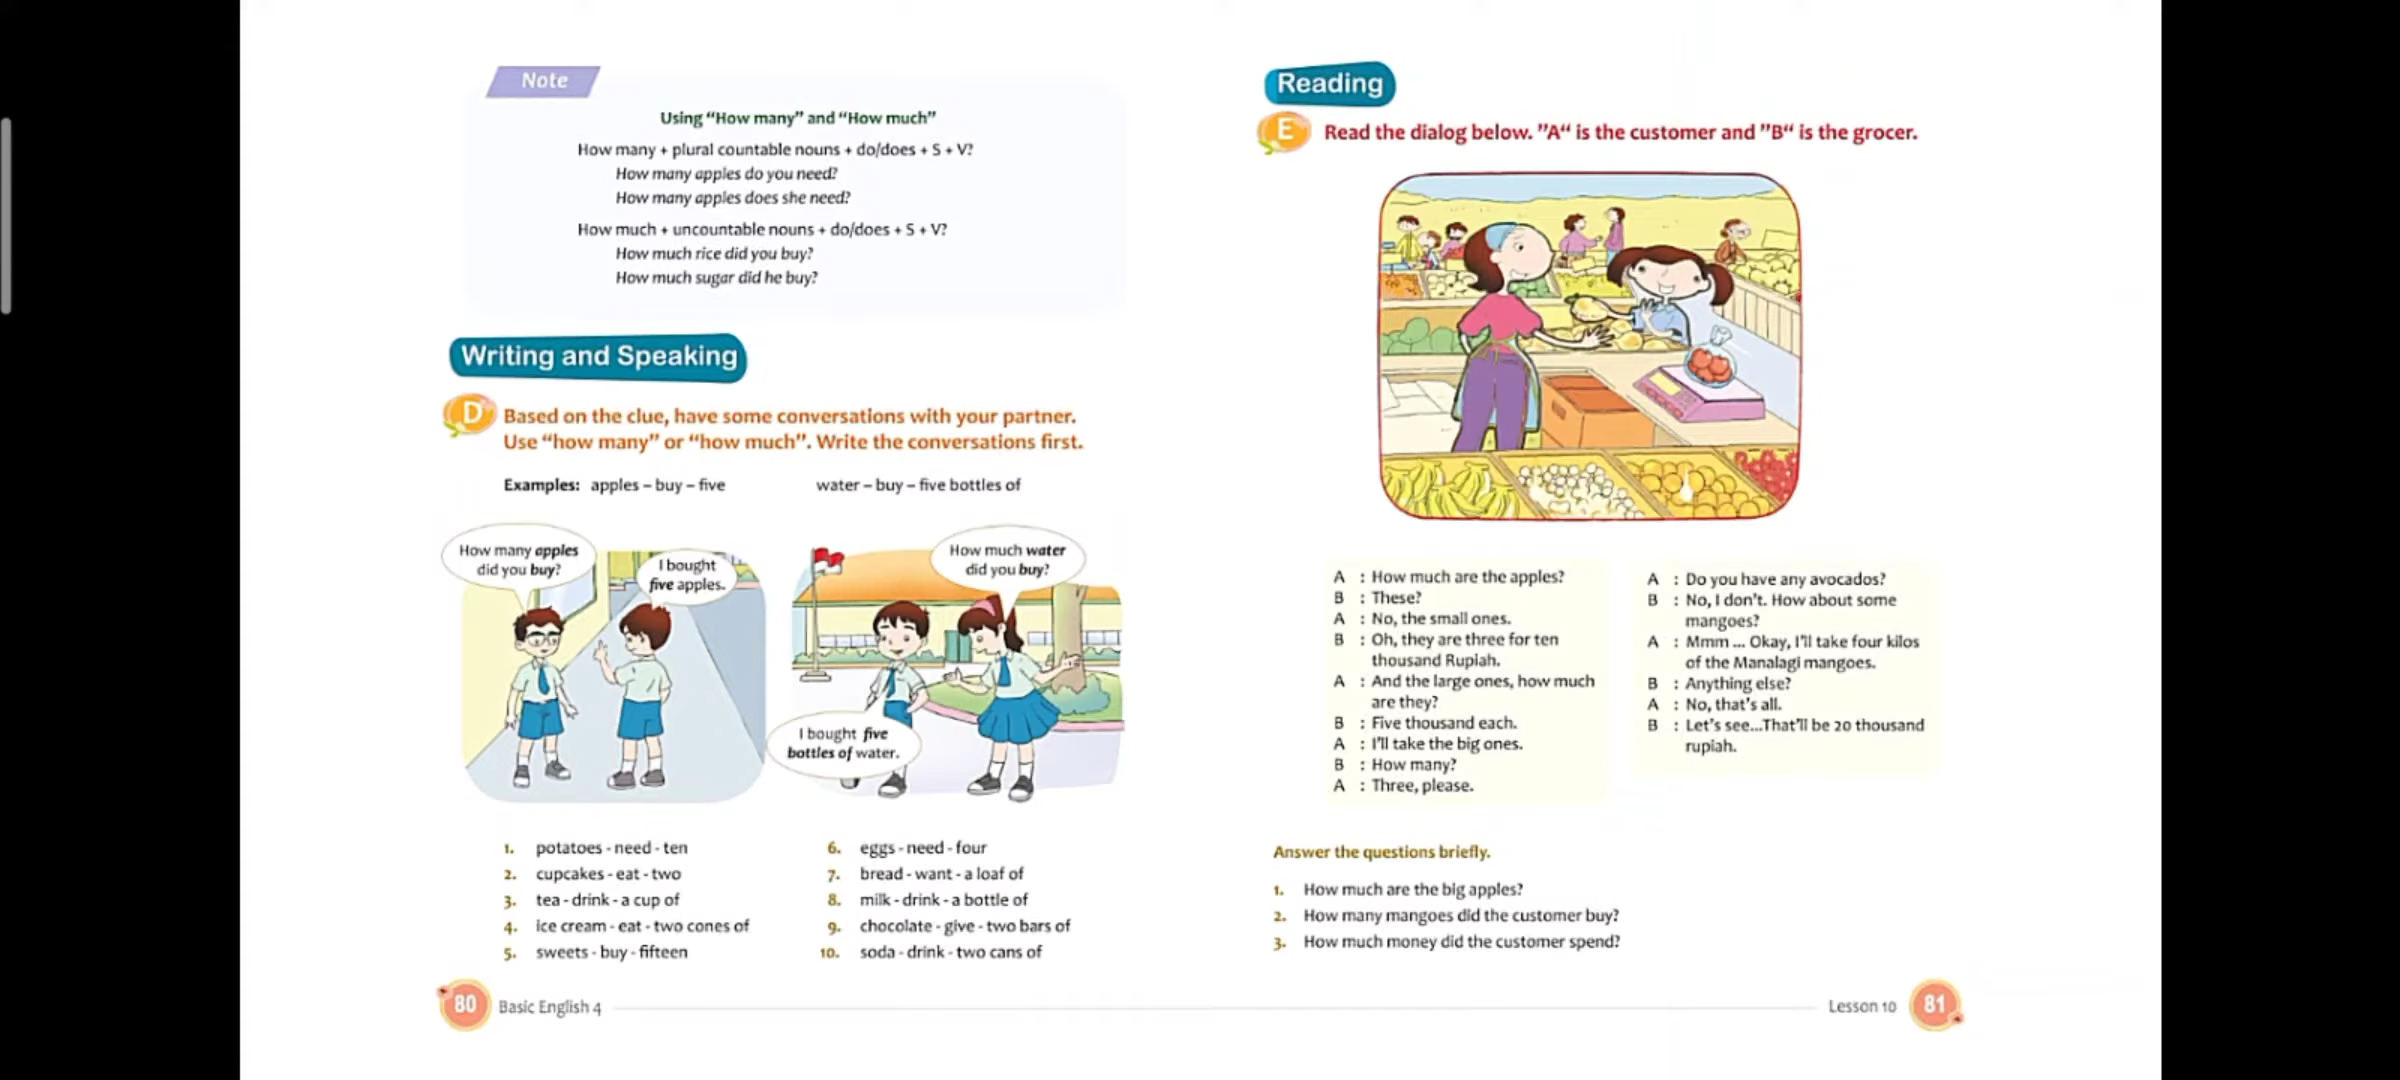 Note
Using “How many” and “How much”
How many + plural countable nouns + do/does + S + V?
How many apples do you need?
How many apples does she need?
How much + uncountable nouns + do/does + S + V?
How much rice did you buy?
How much sugar did he buy?
Writing and Speaking
D Based on the clue, have some conversations with your partner.
Use “how many” or “how much”. Write the conversations first.
Examples: apples – buy – five
water – buy – five bottles of
How many apples
did you buy?
I bought
five apples.
How much water
did you buy?
I bought five
bottles of water.
1. potatoes - need - ten
2. cupcakes - eat - two
3. tea - drink - a cup of
4. ice cream - eat - two cones of
5. sweets - buy - fifteen
6. eggs - need - four
7. bread - want - a loaf of
8. milk - drink - a bottle of
9. chocolate - give - two bars of
10. soda - drink - two cans of
80 Basic English 4
Reading
E Read the dialog below. ”A“ is the customer and ”B“ is the grocer.
A : How much are the apples?
B : These?
A : No, the small ones.
B : Oh, they are three for ten
thousand Rupiah.
A : And the large ones, how much
are they?
B : Five thousand each.
A : I'll take the big ones.
B : How many?
A : Three, please.
A : Do you have any avocados?
B : No, I don't. How about some
mangoes?
A : Mmm ... Okay, I'll take four kilos
of the Manalagi mangoes.
B : Anything else?
A : No, that's all.
B : Let's see...That'll be 20 thousand
rupiah.
Answer the questions briefly.
1. How much are the big apples?
2. How many mangoes did the customer buy?
3. How much money did the customer spend?
Lesson 10 81